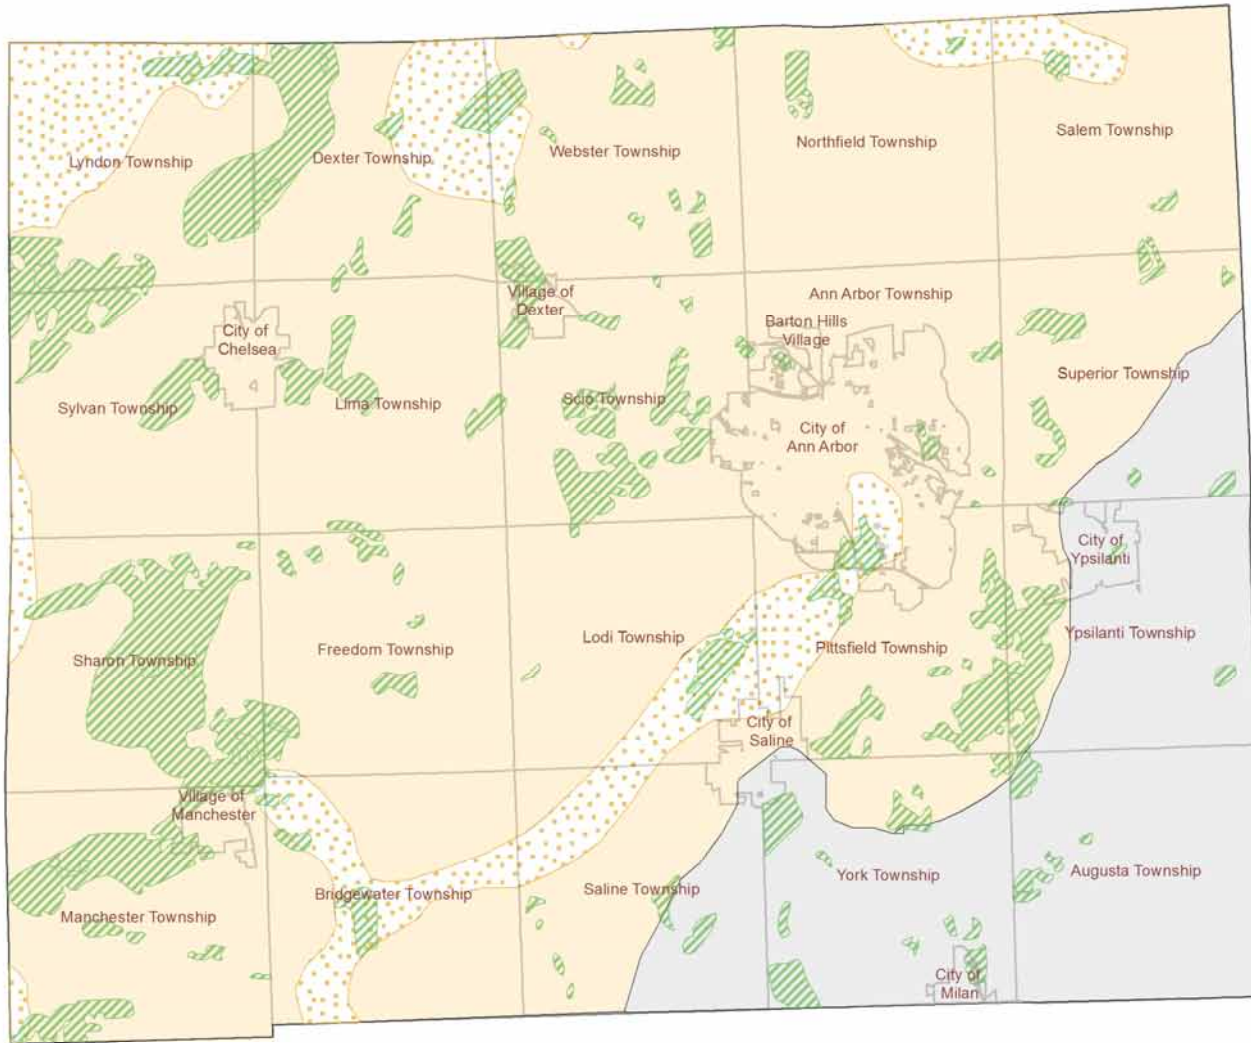 Salem Township
Northfield Township
Webster Township
Dexter Township
Lyndon Township
Village of
Dexter
Ann Arbor Township
Barton Hills
Village
City of
Chelsea
Superior Township
Sylvan Township
Lima Township
Scio Township
City of
Ann Arbor
City of
Ypsilanti
Ypsilanti Township
Lodi Township
Pittsfield Township
Freedom Township
Sharon Township
City of
Saline
Village of
Manchester
Augusta Township
York Township
Saline Township
Bridgewater Township
Manchester Township
City of
Milan